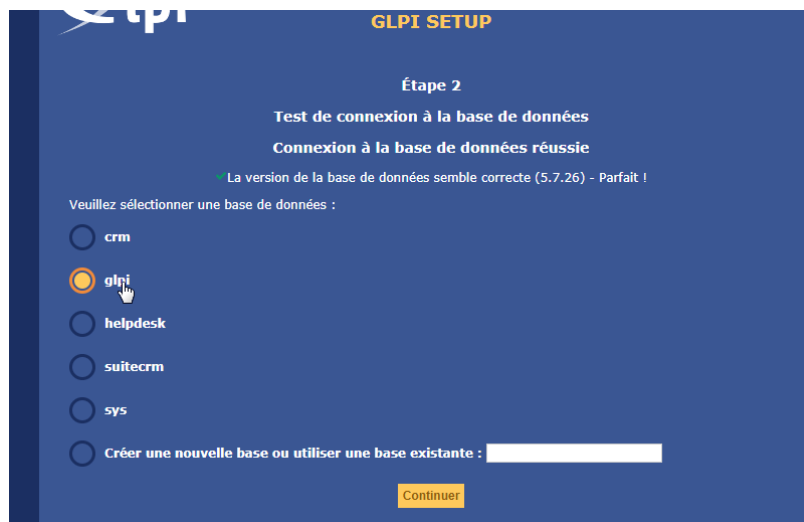 Glpi
GLPI SETUP
Étape 2
Test de connexion à la base de données
Connexion à la base de données réussie
La version de la base de données semble correcte (5.7.26) - Parfait !
Veuillez sélectionner une base de données :
crm
glpi
helpdesk
suitecrm
sys
Créer une nouvelle base ou utiliser une base existante :
Continuer